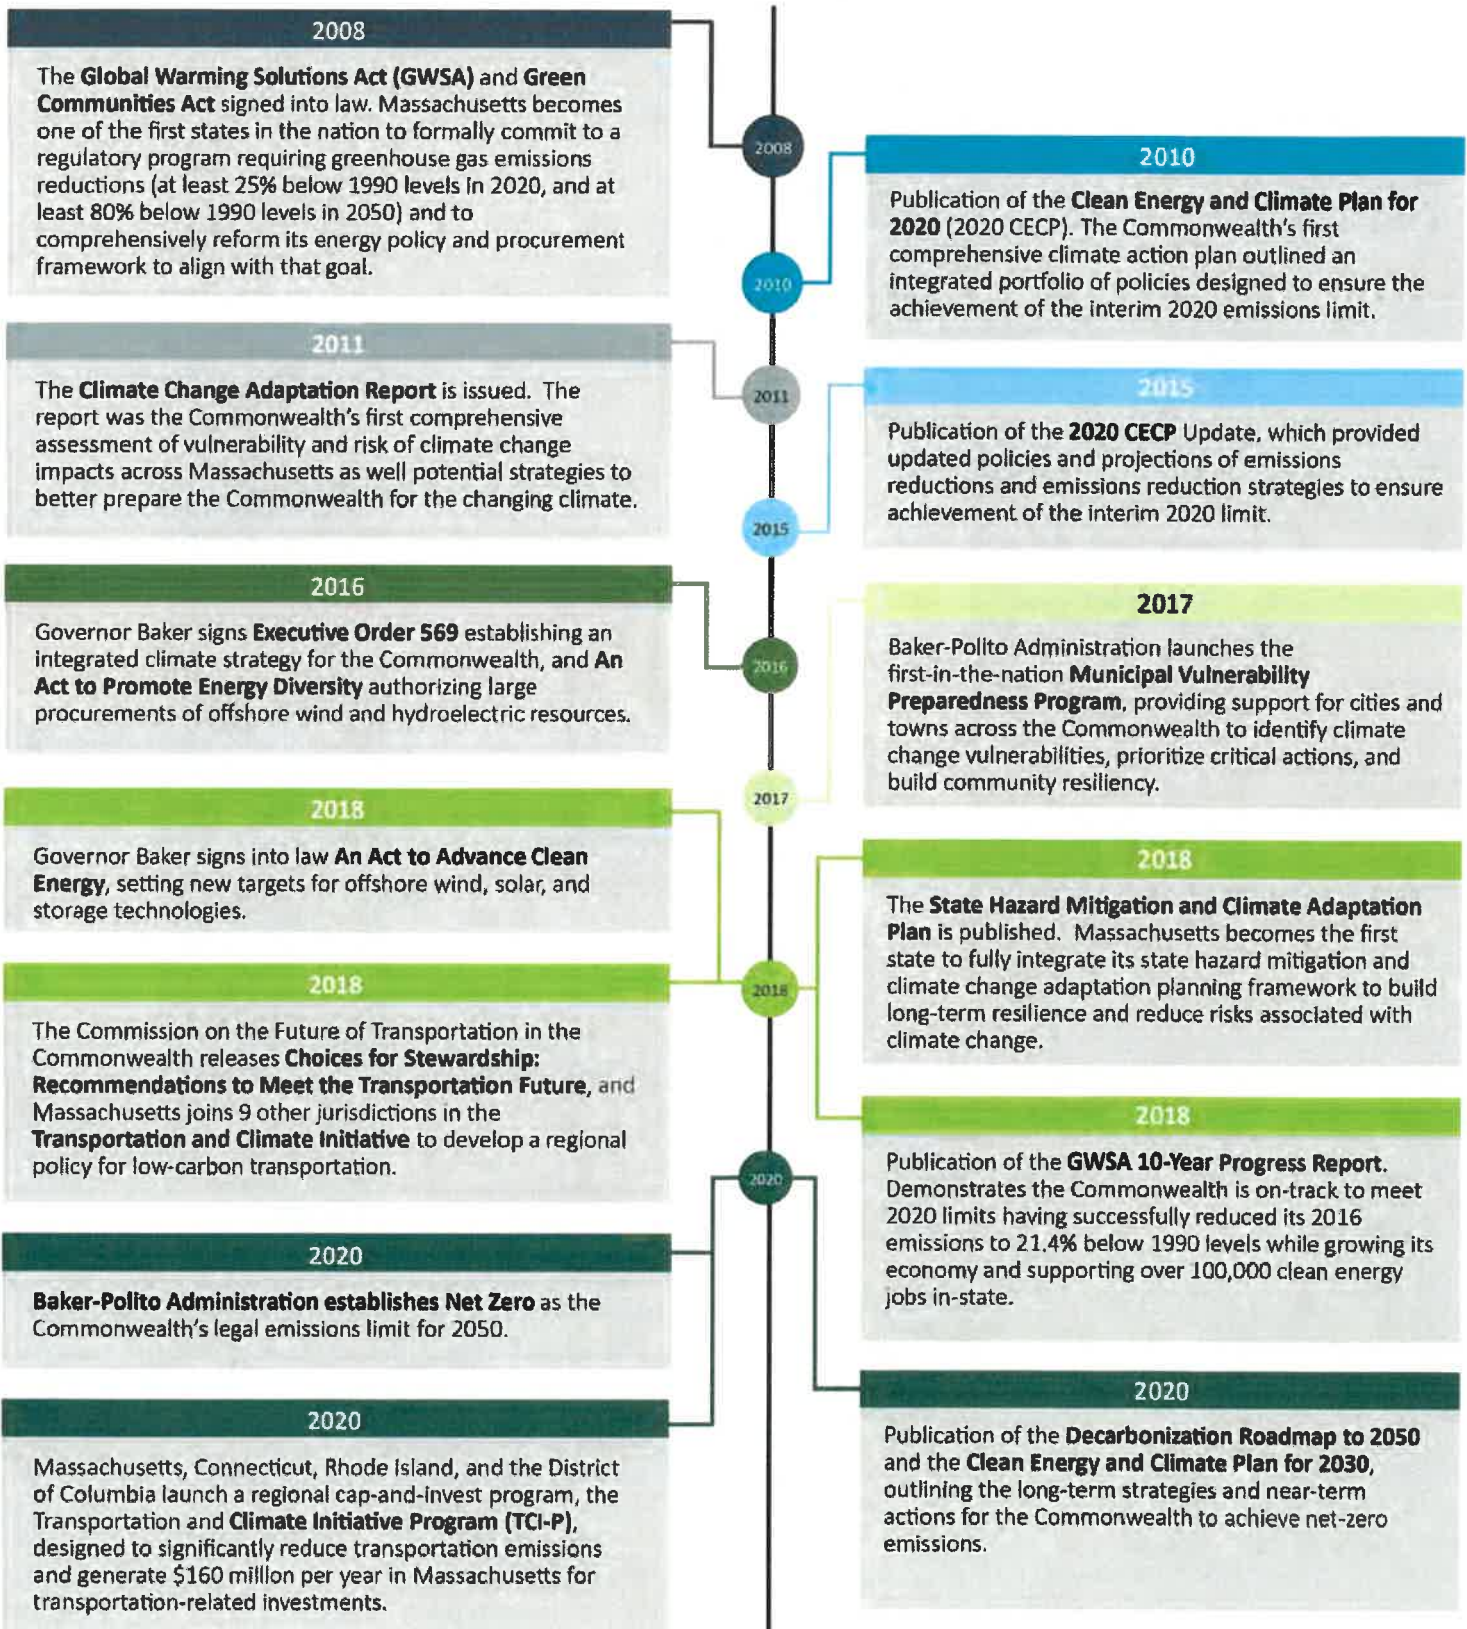 2008
The Global Warming Solutions Act (GWSA) and Green
Communities Act signed into law. Massachusetts becomes
one of the first states in the nation to formally commit to a
regulatory program requiring greenhouse gas emissions
reductions (at least 25% below 1990 levels in 2020, and at
least 80% below 1990 levels in 2050) and to
comprehensively reform its energy policy and procurement
framework to align with that goal.
2008
2010
Publication of the Clean Energy and Climate Plan for
2020 (2020 CECP). The Commonwealth's first
comprehensive climate action plan outlined an
integrated portfolio of policies designed to ensure the
achievement of the interim 2020 emissions limit.
2010
2011
The Climate Change Adaptation Report is issued. The
report was the Commonwealth's first comprehensive
assessment of vulnerability and risk of climate change
impacts across Massachusetts as well potential strategies to
better prepare the Commonwealth for the changing climate.
2011
2015
Publication of the 2020 CECP Update, which provided
updated policies and projections of emissions
reductions and emissions reduction strategies to ensure
achievement of the interim 2020 limit.
2015
2016
Governor Baker signs Executive Order 569 establishing an
integrated climate strategy for the Commonwealth, and An
Act to Promote Energy Diversity authorizing large
procurements of offshore wind and hydroelectric resources.
2016
2017
Baker-Polito Administration launches the
first-in-the-nation Municipal Vulnerability
Preparedness Program, providing support for cities and
towns across the Commonwealth to identify climate
change vulnerabilities, prioritize critical actions, and
build community resiliency.
2017
2018
Governor Baker signs into law An Act to Advance Clean
Energy, setting new targets for offshore wind, solar, and
storage technologies.
2018
The State Hazard Mitigation and Climate Adaptation
Plan is published. Massachusetts becomes the first
state to fully integrate its state hazard mitigation and
climate change adaptation planning framework to build
long-term resilience and reduce risks associated with
climate change.
2018
The Commission on the Future of Transportation in the
Commonwealth releases Choices for Stewardship:
Recommendations to Meet the Transportation Future, and
Massachusetts joins 9 other jurisdictions in the
Transportation and Climate Initiative to develop a regional
policy for low-carbon transportation.
2018
2018
Publication of the GWSA 10-Year Progress Report.
Demonstrates the Commonwealth is on-track to meet
2020 limits having successfully reduced its 2016
emissions to 21.4% below 1990 levels while growing its
economy and supporting over 100,000 clean energy
jobs in-state.
2020
2020
Baker-Polito Administration establishes Net Zero as the
Commonwealth's legal emissions limit for 2050.
2020
Massachusetts, Connecticut, Rhode Island, and the District
of Columbia launch a regional cap-and-invest program, the
Transportation and Climate Initiative Program (TCI-P),
designed to significantly reduce transportation emissions
and generate $160 million per year in Massachusetts for
transportation-related investments.
2020
Publication of the Decarbonization Roadmap to 2050
and the Clean Energy and Climate Plan for 2030,
outlining the long-term strategies and near-term
actions for the Commonwealth to achieve net-zero
emissions.